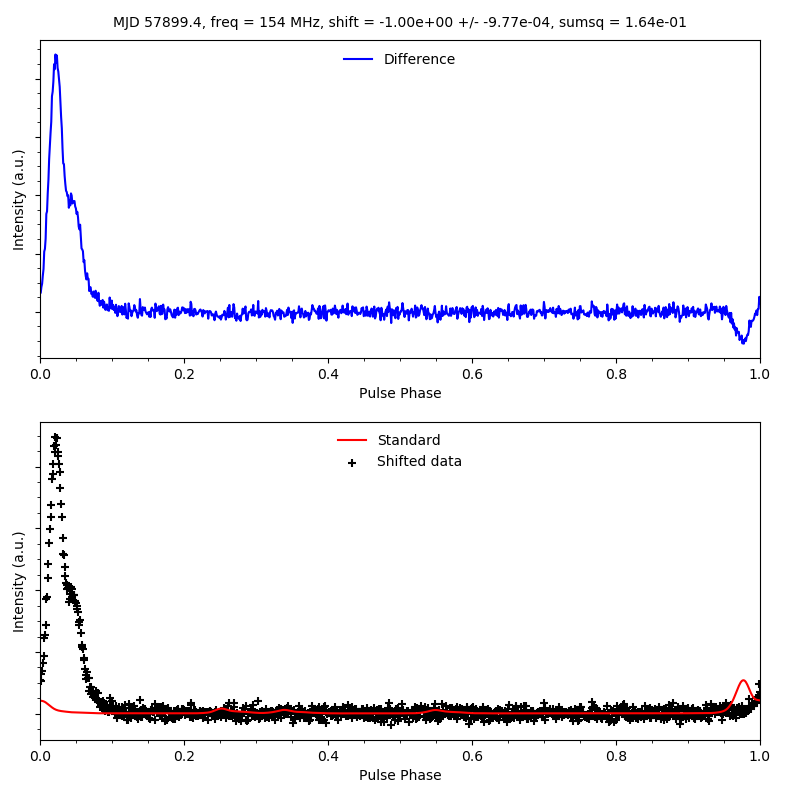 MJD 57899.4, freq = 154 MHz, shift = -1.00e+00 +/- -9.77e-04, sumsq = 1.64e-01
Difference
Intensity (a.u.)
0.0 0.2 0.4 0.6 0.8 1.0
Pulse Phase
Standard
Shifted data
Intensity (a.u.)
0.0 0.2 0.4 0.6 0.8 1.0
Pulse Phase